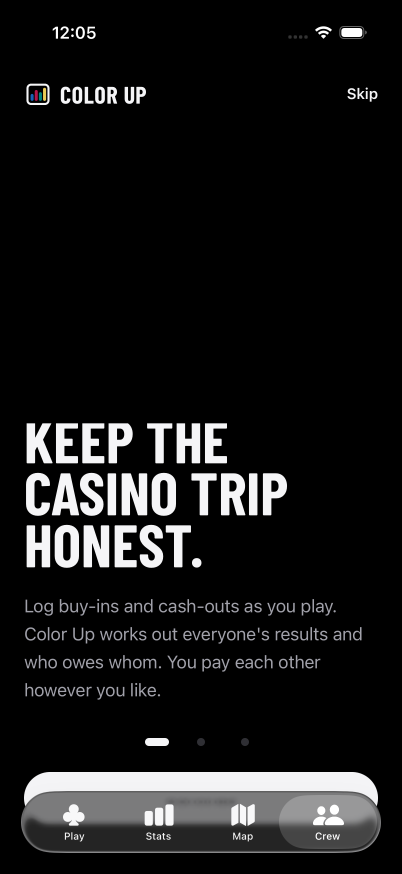 12:05
COLOR UP
Skip
KEEP THE
CASINO TRIP
HONEST.
Log buy-ins and cash-outs as you play.
Color Up works out everyone's results and
who owes whom. You pay each other
however you like.
Play
Stats
Map
Crew